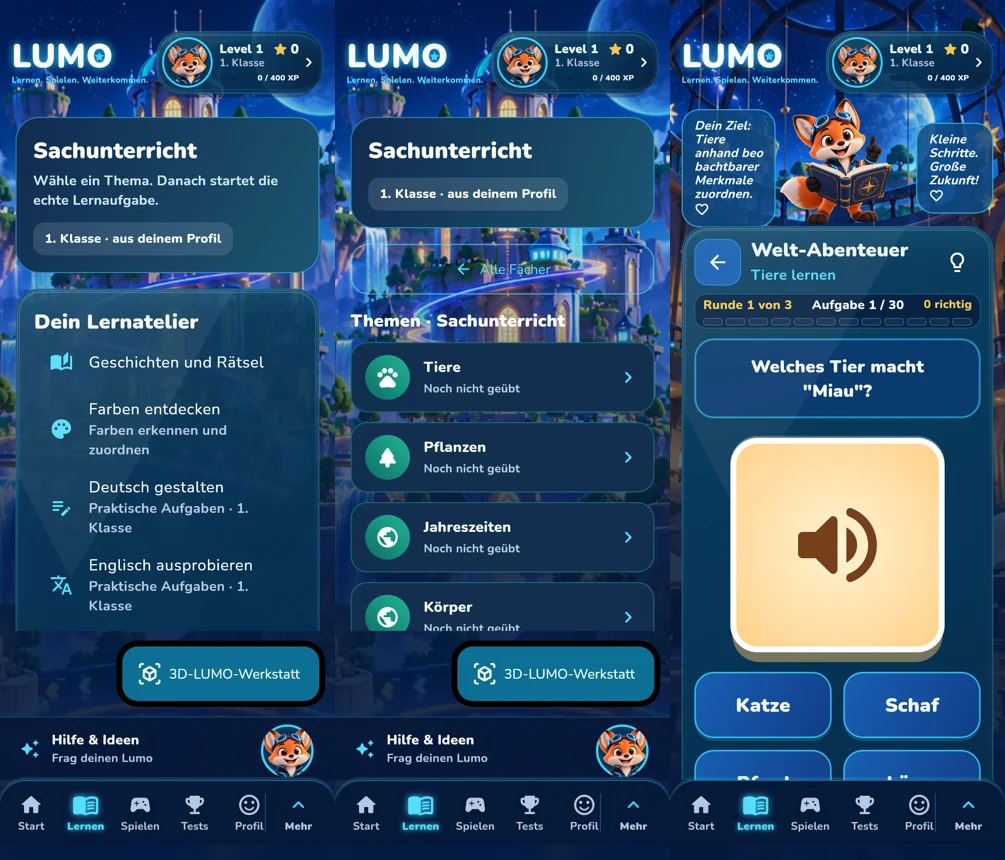 LUMO
Lernen. Spielen. Weiterkommen.
Level 1 0
1. Klasse
0 / 400 XP
Sachunterricht
Wähle ein Thema. Danach startet die
echte Lernaufgabe.
1. Klasse · aus deinem Profil
Dein Lernatelier
Geschichten und Rätsel
Farben entdecken
Farben erkennen und
zuordnen
Deutsch gestalten
Praktische Aufgaben · 1.
Klasse
Englisch ausprobieren
Praktische Aufgaben · 1.
Klasse
3D-LUMO-Werkstatt
Hilfe & Ideen
Frag deinen Lumo
Start
Lernen
Spielen
Tests
Profil
Mehr
LUMO
Lernen. Spielen. Weiterkommen.
Level 1 0
1. Klasse
0 / 400 XP
Sachunterricht
1. Klasse · aus deinem Profil
Alle Fächer
Themen · Sachunterricht
Tiere
Noch nicht geübt
Pflanzen
Noch nicht geübt
Jahreszeiten
Noch nicht geübt
Körper
Noch nicht geübt
3D-LUMO-Werkstatt
Hilfe & Ideen
Frag deinen Lumo
Start
Lernen
Spielen
Tests
Profil
Mehr
LUMO
Lernen. Spielen. Weiterkommen.
Level 1 0
1. Klasse
0 / 400 XP
Dein Ziel:
Tiere
anhand beo
bachtbarer
Merkmale
zuordnen.
Kleine
Schritte.
Große
Zukunft!
Welt-Abenteuer
Tiere lernen
Runde 1 von 3
Aufgabe 1 / 30
0 richtig
Welches Tier macht
"Miau"?
Katze
Schaf
Start
Lernen
Spielen
Tests
Profil
Mehr